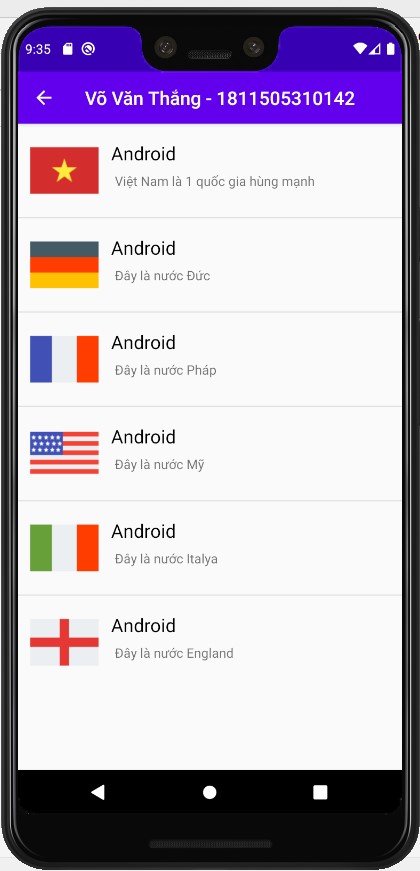 9:35
Võ Văn Thắng - 1811505310142
Android
Việt Nam là 1 quốc gia hùng mạnh
Android
Đây là nước Đức
Android
Đây là nước Pháp
Android
Đây là nước Mỹ
Android
Đây là nước Italya
Android
Đây là nước England